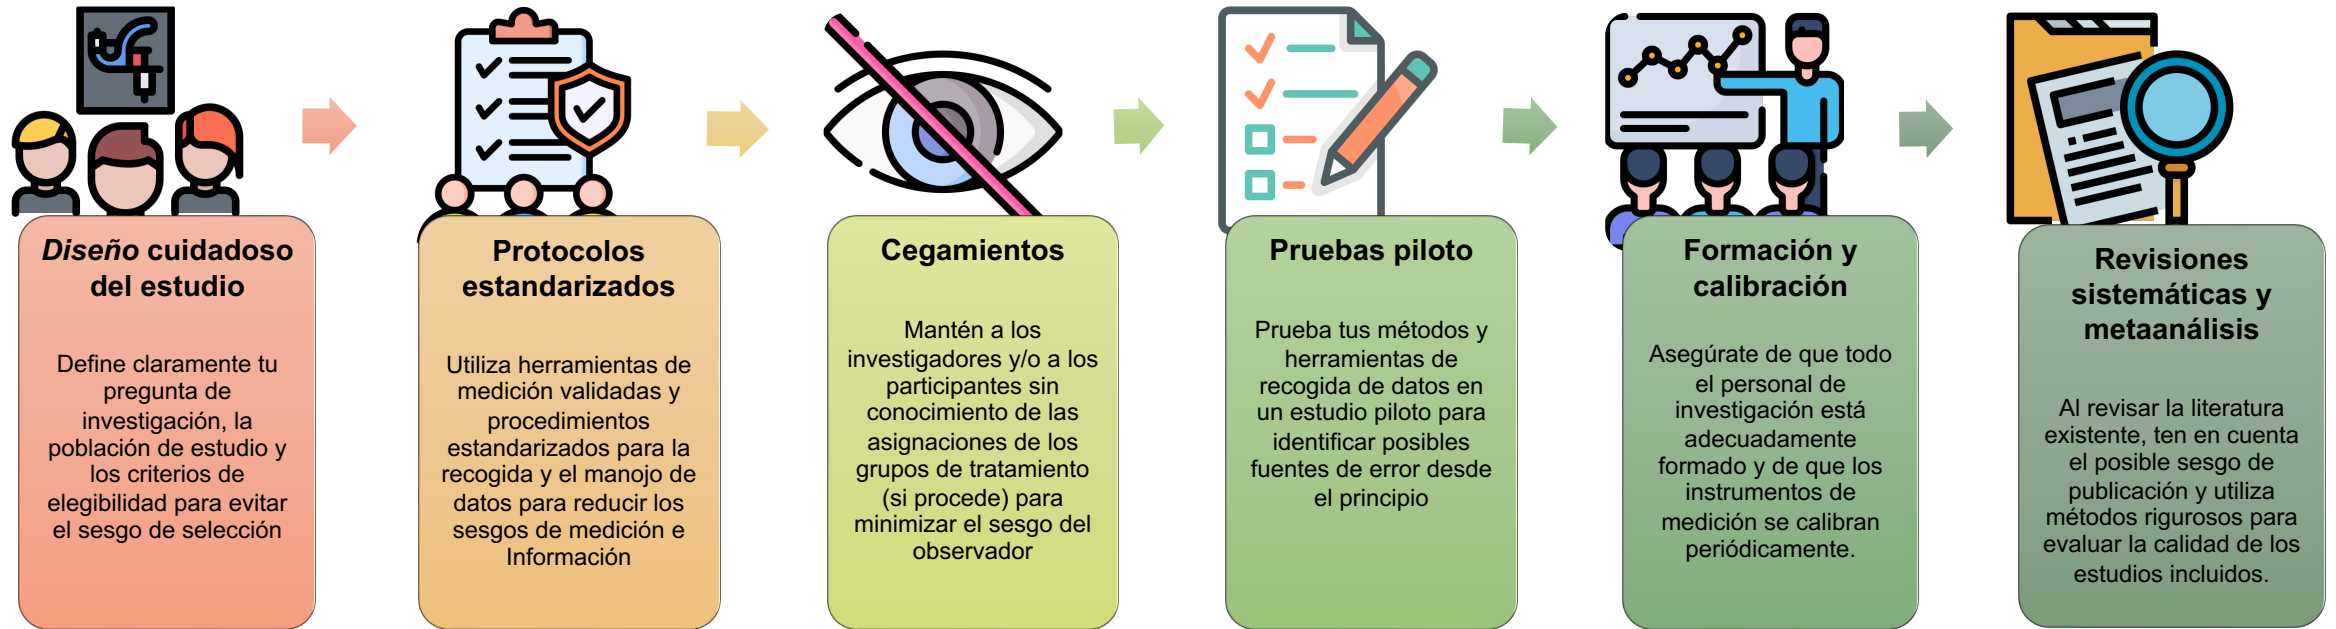 Diseño cuidadoso
del estudio
Define claramente tu
pregunta de
investigación, la
población de estudio y
los criterios de
elegibilidad para evitar
el sesgo de selección
Protocolos
estandarizados
Utiliza herramientas de
medición validadas y
procedimientos
estandarizados para la
recogida y el manojo de
datos para reducir los
sesgos de medición e
Información
Cegamientos
Mantén a los
investigadores y/o a los
participantes sin
conocimiento de las
asignaciones de los
grupos de tratamiento
(si procede) para
minimizar el sesgo del
observador
Pruebas piloto
Prueba tus métodos y
herramientas de
recogida de datos en
un estudio piloto para
identificar posibles
fuentes de error desde
el principio
Formación y
calibración
Asegúrate de que todo
el personal de
investigación está
adecuadamente
formado y de que los
instrumentos de
medición se calibran
periódicamente.
Revisiones
sistemáticas y
metaanálisis
Al revisar la literatura
existente, ten en cuenta
el posible sesgo de
publicación y utiliza
métodos rigurosos para
evaluar la calidad de los
estudios incluidos.